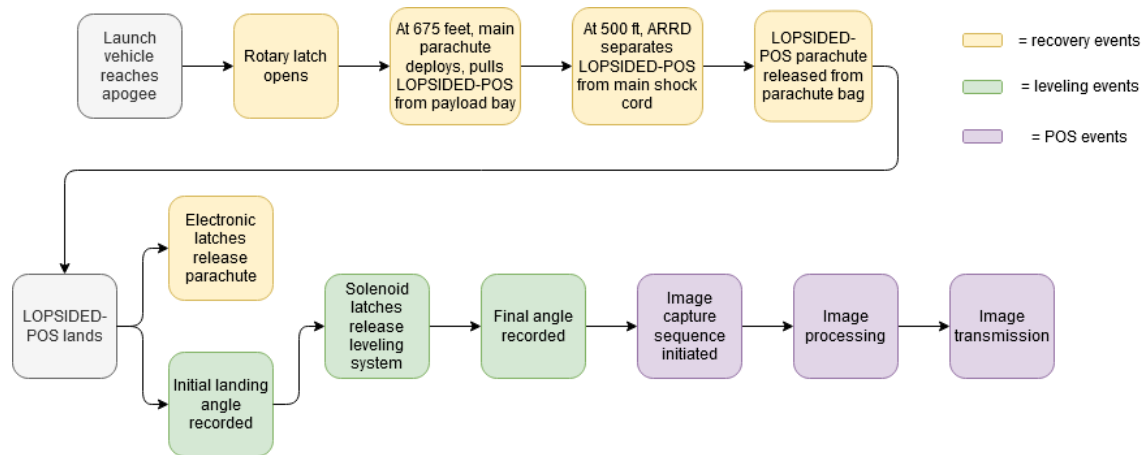 Launch
vehicle
reaches
apogee
Rotary latch
opens
At 675 feet, main
parachute
deploys, pulls
LOPSIDED-POS
from payload bay
At 500 ft, ARRD
separates
LOPSIDED-POS
from main shock
cord
LOPSIDED-
POS parachute
released from
parachute bag
= recovery events
= leveling events
= POS events
LOPSIDED-
POS lands
Electronic
latches
release
parachute
Initial landing
angle
recorded
Solenoid
latches
release
leveling
system
Final angle
recorded
Image
capture
sequence
initiated
Image
processing
Image
transmission